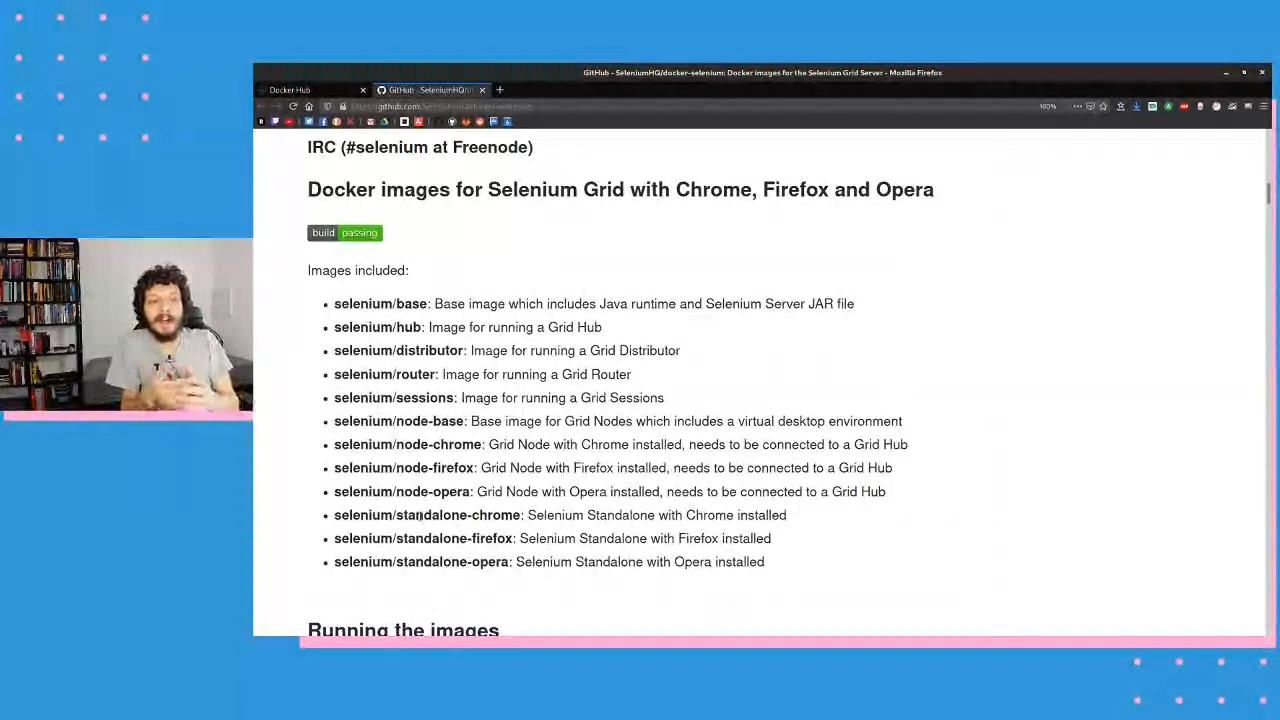 GitHub - SeleniumHQ/docker-selenium: Docker images for the Selenium Grid Server - Mozilla Firefox
Docker Hub
GitHub - SeleniumHQ/d
160%
IRC (#selenium at Freenode)
Docker images for Selenium Grid with Chrome, Firefox and Opera
build passing
Images included:
• selenium/base: Base image which includes Java runtime and Selenium Server JAR file
• selenium/hub: Image for running a Grid Hub
• selenium/distributor: Image for running a Grid Distributor
• selenium/router: Image for running a Grid Router
• selenium/sessions: Image for running a Grid Sessions
• selenium/node-base: Base image for Grid Nodes which includes a virtual desktop environment
• selenium/node-chrome: Grid Node with Chrome installed, needs to be connected to a Grid Hub
• selenium/node-firefox: Grid Node with Firefox installed, needs to be connected to a Grid Hub
• selenium/node-opera: Grid Node with Opera installed, needs to be connected to a Grid Hub
• selenium/standalone-chrome: Selenium Standalone with Chrome installed
• selenium/standalone-firefox: Selenium Standalone with Firefox installed
• selenium/standalone-opera: Selenium Standalone with Opera installed
Running the images